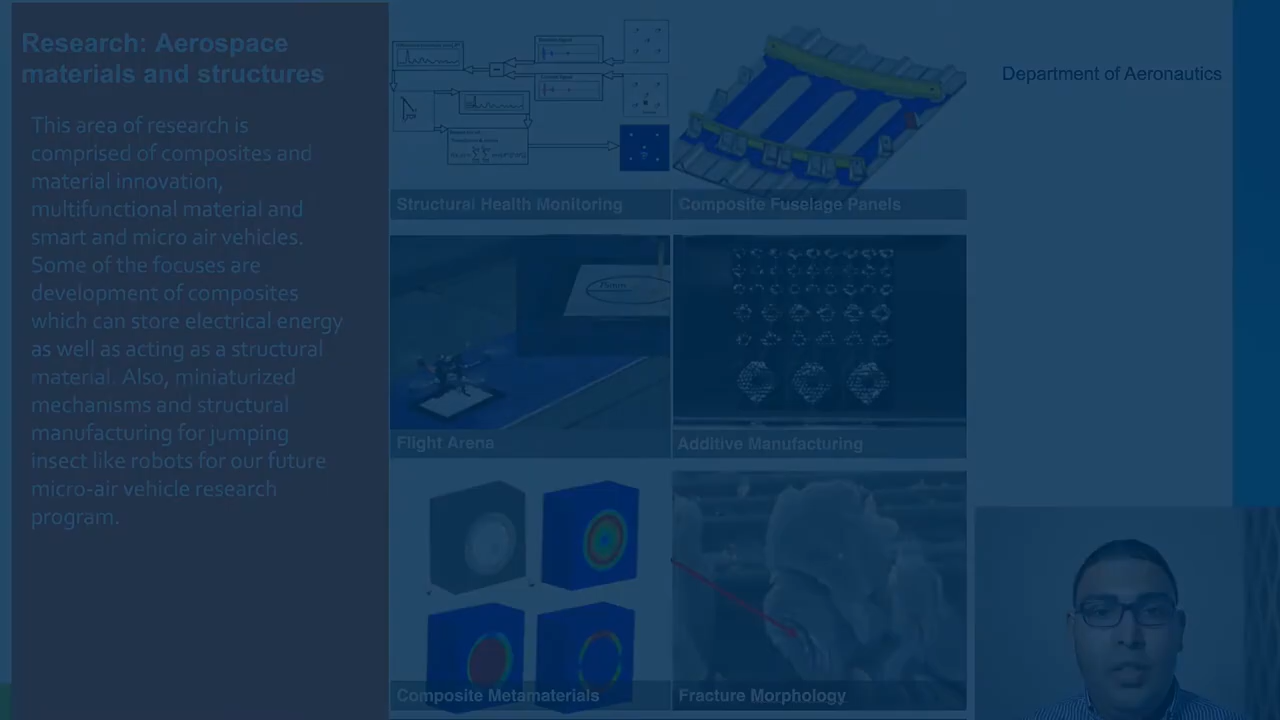 Research: Aerospace
materials and structures
This area of research is
comprised of composites and
material innovation,
multifunctional material and
smart and micro air vehicles.
Some of the focuses are
development of composites
which can store electrical energy
as well as acting as a structural
material. Also, miniaturized
mechanisms and structural
manufacturing for jumping
insect like robots for our future
micro-air vehicle research
program.
Structural Health Monitoring
Composite Fuselage Panels
Department of Aeronautics
Flight Arena
Additive Manufacturing
Composite Metamaterials
Fracture Morphology